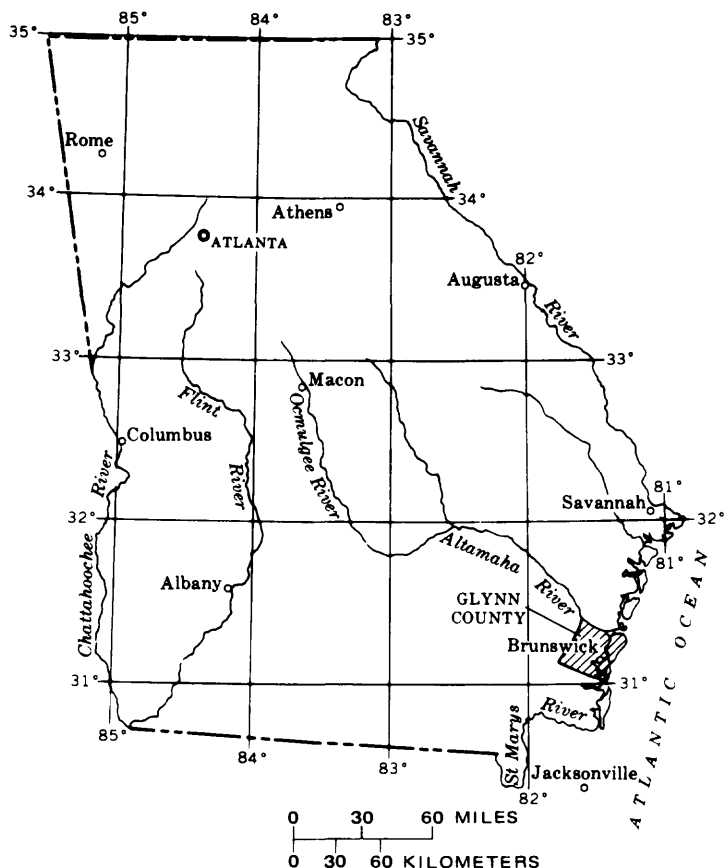 85°
84°
83°
35°
35°
Rome
Savannah
34°
34°
Athens
ATLANTA
82°
Augusta
River
33°
33°
Macon
Flint
Ocmulgee River
Columbus
River
River
81°
Savannah
32°
32°
81°
Altamaha
River
Chattahoochee
Albany
GLYNN
COUNTY
Brunswick
ATLANTIC OCEAN
31°
31°
River
St Marys
85°
84°
83°
82°
Jacksonville
0 30 60 MILES
0 30 60 KILOMETERS